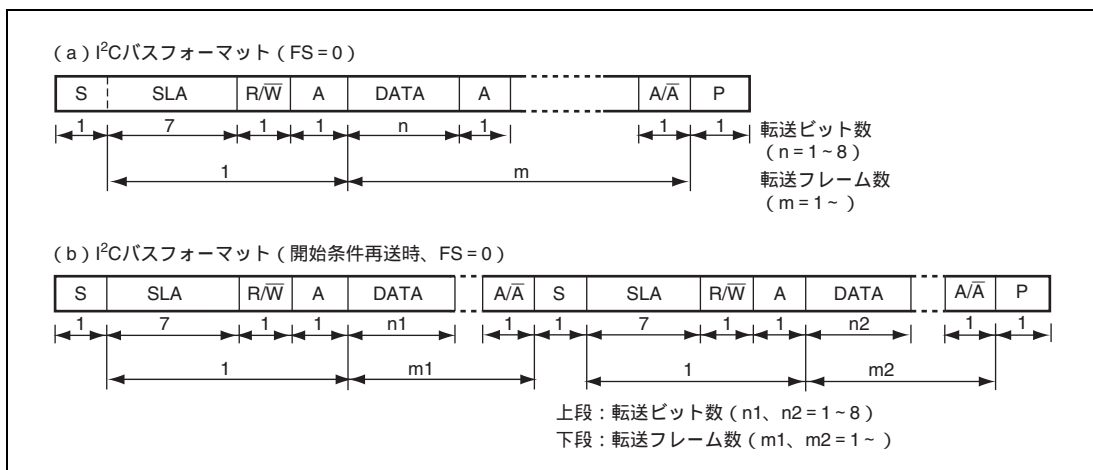 (a) I²Cバスフォーマット(FS=0)
S SLA R/W̅ A DATA A A/A̅ P
1 7 1 1 n 1 1 1 転送ビット数
(n=1~8)
1 m 転送フレーム数
(m=1~ )
(b) I²Cバスフォーマット(開始条件再送時、FS=0)
S SLA R/W̅ A DATA A/A̅ S SLA R/W̅ A DATA A/A̅ P
1 7 1 1 n1 1 1 7 1 1 n2 1 1
1 m1 1 m2
上段:転送ビット数(n1、n2=1~8)
下段:転送フレーム数(m1、m2=1~ )